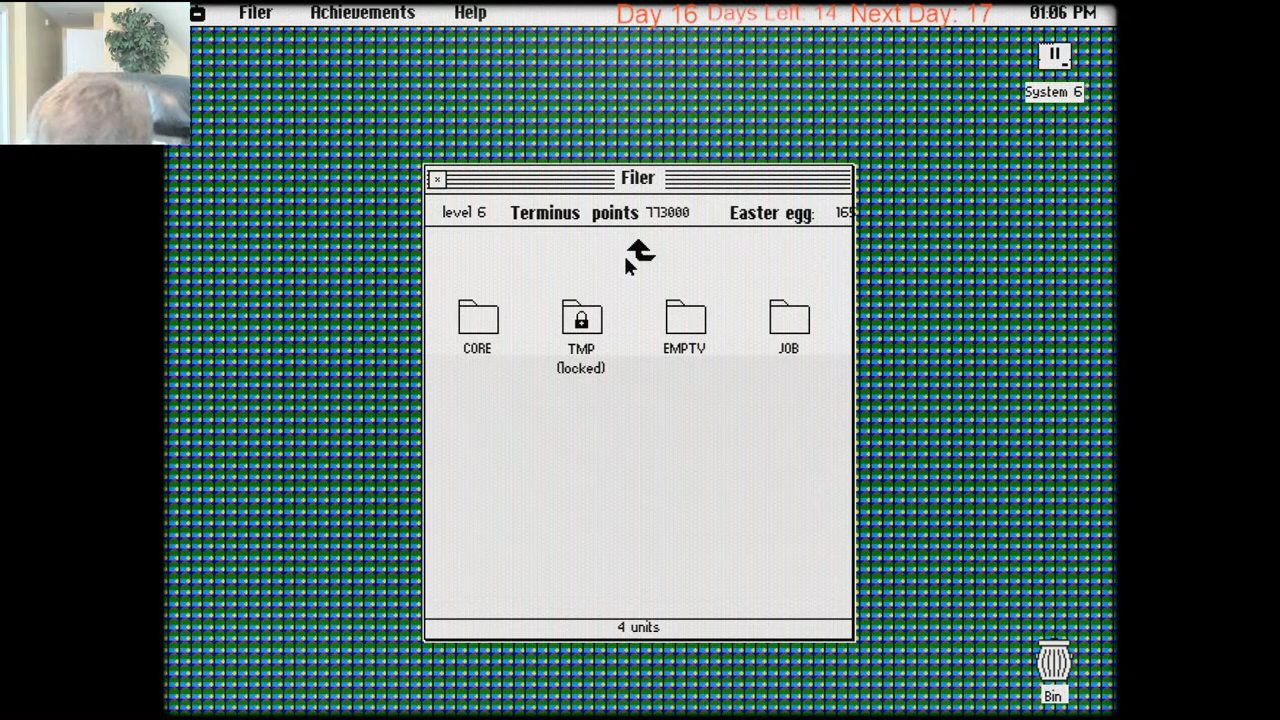 Filer Achievements Help Day 16 Days Left: 14 Next Day: 17 01:06 PM
System 6
Filer
level 6 Terminus points 773000 Easter egg: 165
CORE TMP EMPTY JOB
(locked)
4 units
Bin